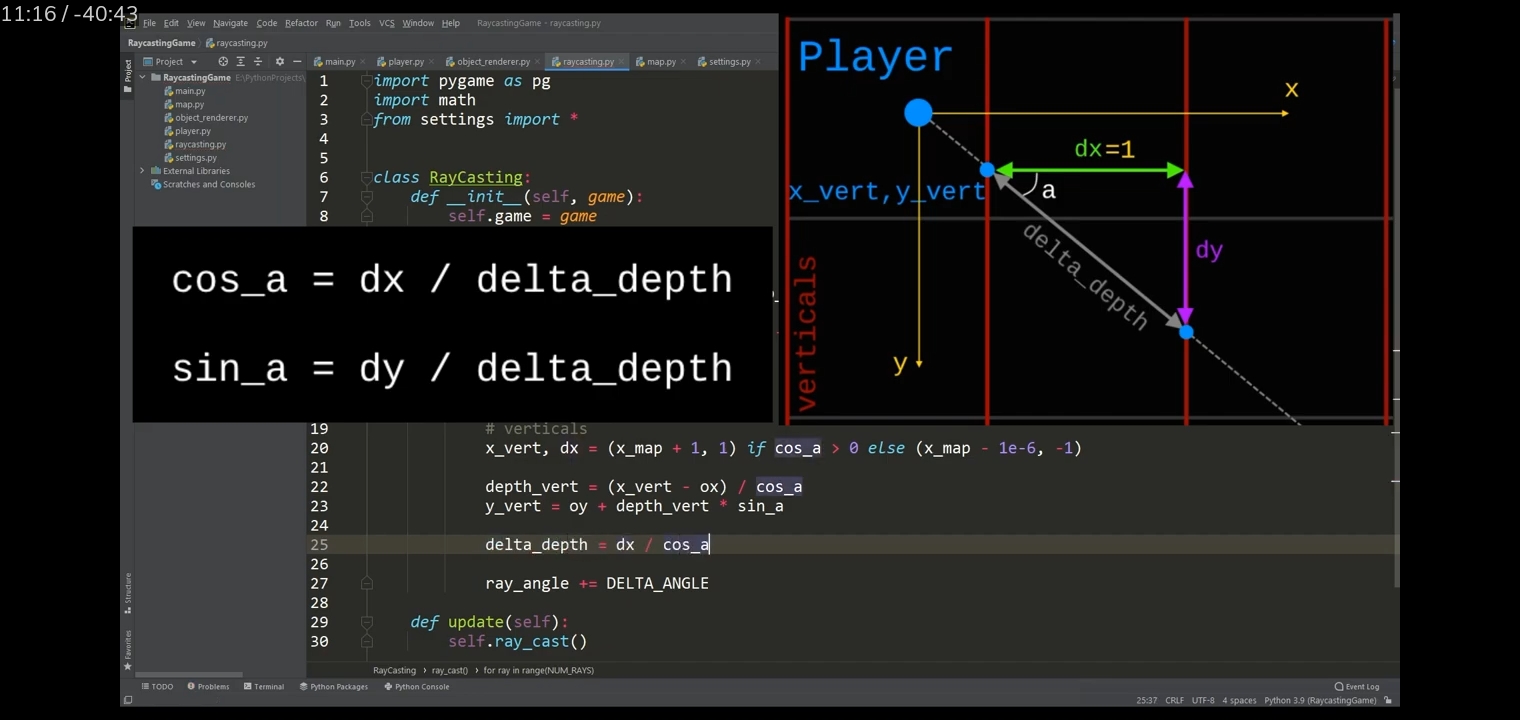 11:16 / -40:43
File Edit View Navigate Code Refactor Run Tools VCS Window Help RaycastingGame - raycasting.py
RaycastingGame raycasting.py
Project
main.py player.py object_renderer.py raycasting.py map.py settings.py
Project
RaycastingGame E:\PythonProjects\
main.py
map.py
object_renderer.py
player.py
raycasting.py
settings.py
External Libraries
Scratches and Consoles
1 import pygame as pg
2 import math
3 from settings import *
4
5
6 class RayCasting:
7 def __init__(self, game):
8 self.game = game
cos_a = dx / delta_depth
sin_a = dy / delta_depth
Player
x
dx=1
x_vert,y_vert
a
delta_depth
dy
y
verticals
19 # verticals
20 x_vert, dx = (x_map + 1, 1) if cos_a > 0 else (x_map - 1e-6, -1)
21
22 depth_vert = (x_vert - ox) / cos_a
23 y_vert = oy + depth_vert * sin_a
24
25 delta_depth = dx / cos_a
26
27 ray_angle += DELTA_ANGLE
28
29 def update(self):
30 self.ray_cast()
Structure
Favorites
RayCasting › ray_cast() › for ray in range(NUM_RAYS)
TODO Problems Terminal Python Packages Python Console Event Log
25:37 CRLF UTF-8 4 spaces Python 3.9 (RaycastingGame)